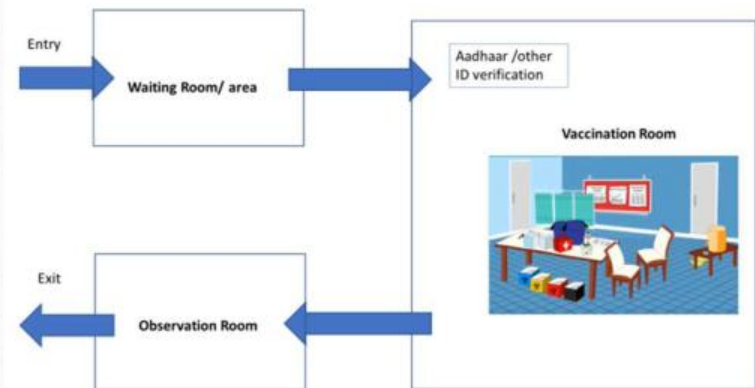 Entry
Waiting Room/ area
Aadhaar /other
ID verification
Vaccination Room
Exit
Observation Room